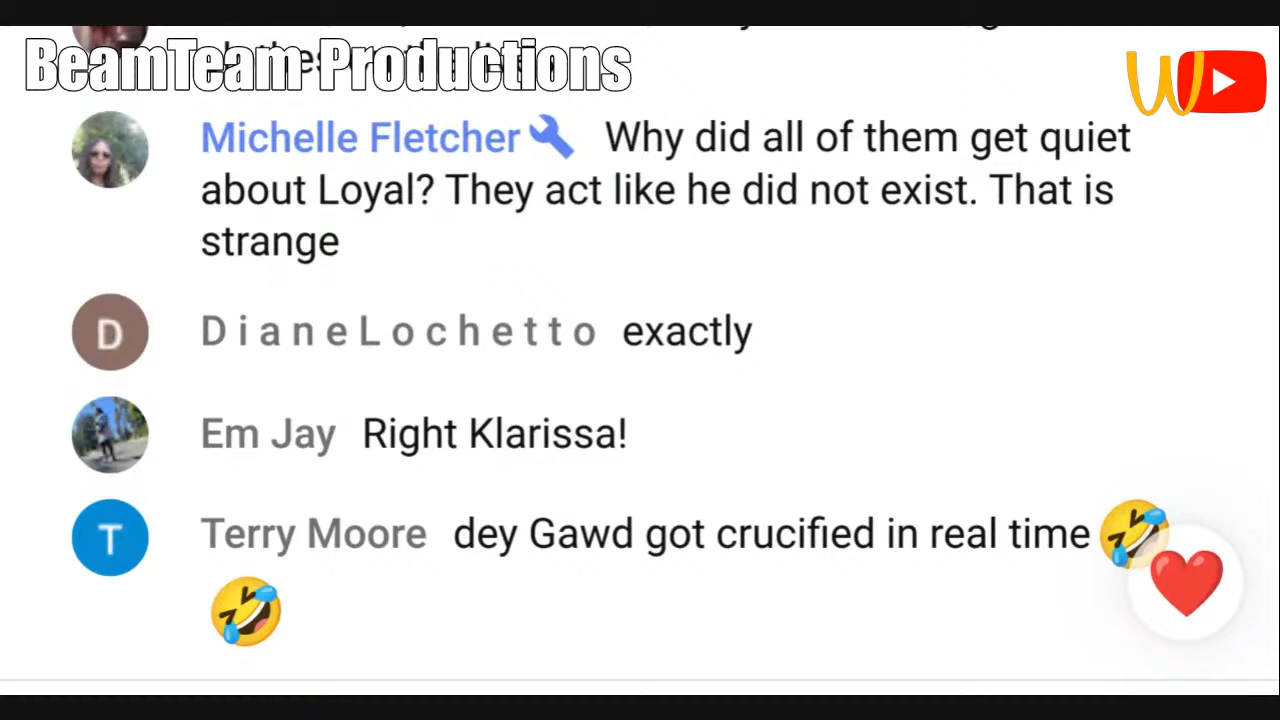 BeamTeam Productions
W
Michelle Fletcher Why did all of them get quiet
about Loyal? They act like he did not exist. That is
strange
D
D i a n e L o c h e t t o exactly
Em Jay Right Klarissa!
T
Terry Moore dey Gawd got crucified in real time 🤣
🤣